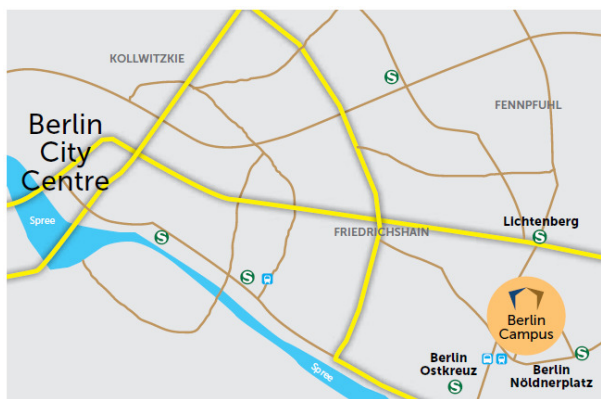 KOLLWITZKIE
FENNPFUHL
Berlin
City
Centre
Spree
Lichtenberg
FRIEDRICHSHAIN
Berlin
Campus
Berlin
Ostkreuz
Berlin
Nöldnerplatz
Spree
S
S
S
S
S
S